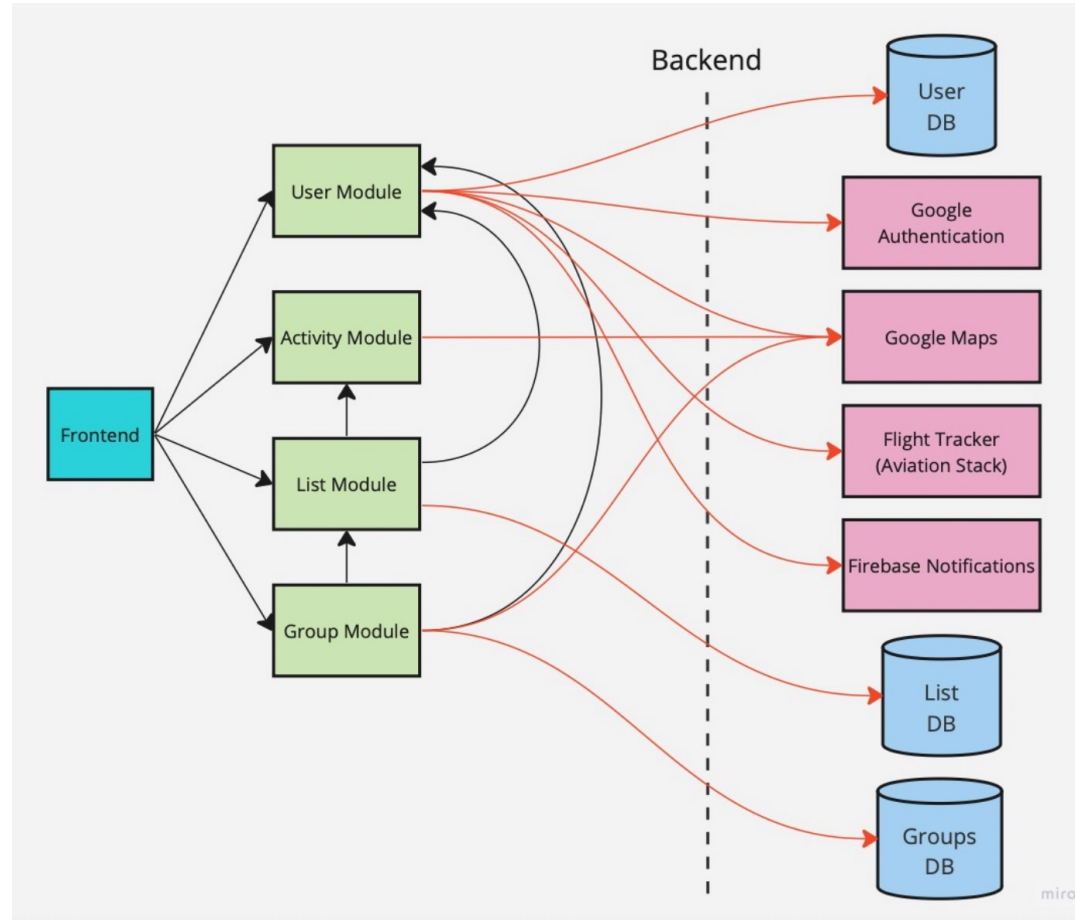 Backend
User
DB
User Module
Google
Authentication
Activity Module
Google Maps
Frontend
Flight Tracker
(Aviation Stack)
List Module
Firebase Notifications
Group Module
List
DB
Groups
DB
miro